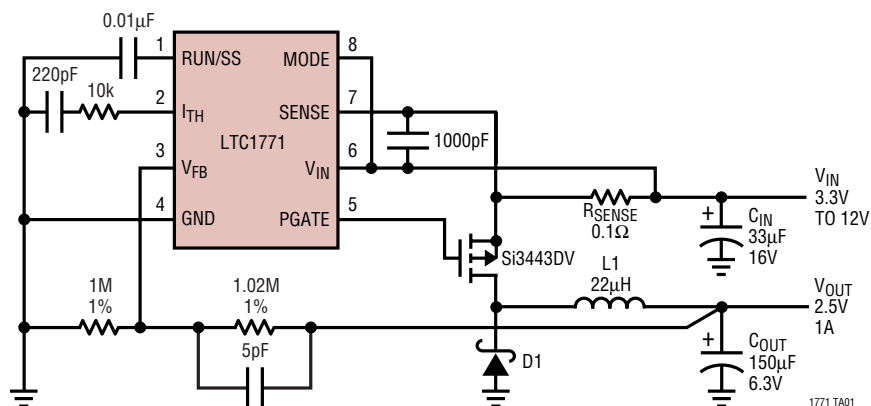 0.01µF
1
RUN/SS
MODE
8
220pF
10k
2
ITH
SENSE
7
LTC1771
1000pF
3
VFB
VIN
6
4
GND
PGATE
5
RSENSE
0.1Ω
VIN
3.3V
TO 12V
+
CIN
33µF
16V
Si3443DV
L1
22µH
VOUT
2.5V
1A
1M
1%
1.02M
1%
5pF
D1
+
COUT
150µF
6.3V
1771 TA01